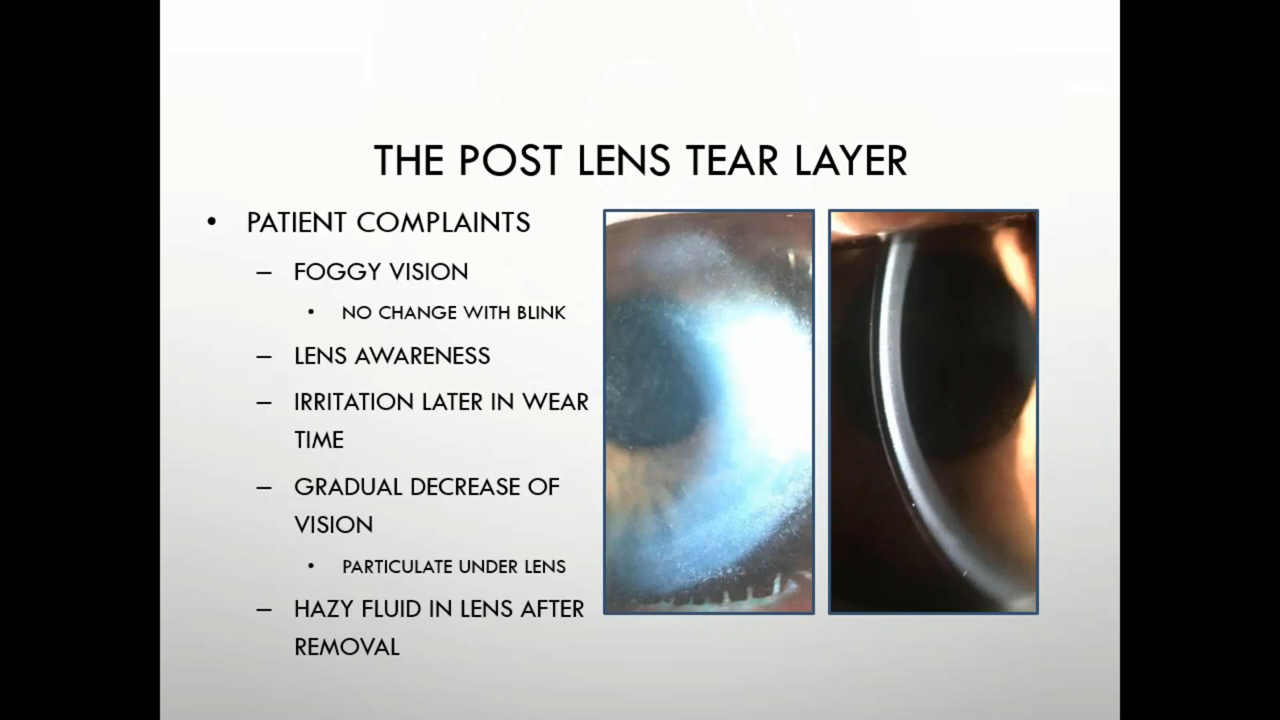 THE POST LENS TEAR LAYER
• PATIENT COMPLAINTS
– FOGGY VISION
• NO CHANGE WITH BLINK
– LENS AWARENESS
– IRRITATION LATER IN WEAR
TIME
– GRADUAL DECREASE OF
VISION
• PARTICULATE UNDER LENS
– HAZY FLUID IN LENS AFTER
REMOVAL